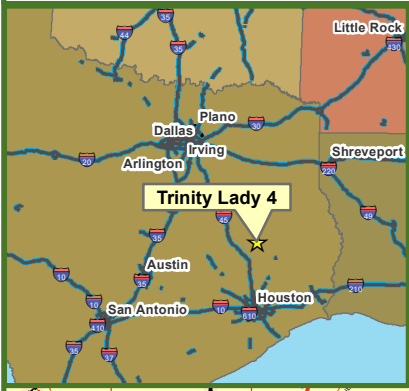 35
44
35
Little Rock
430
Plano
Dallas
30
Irving
20
Arlington
Shreveport
220
Trinity Lady 4
45
49
35
Austin
10
35
210
10
Houston
San Antonio
10
610
410
35
37